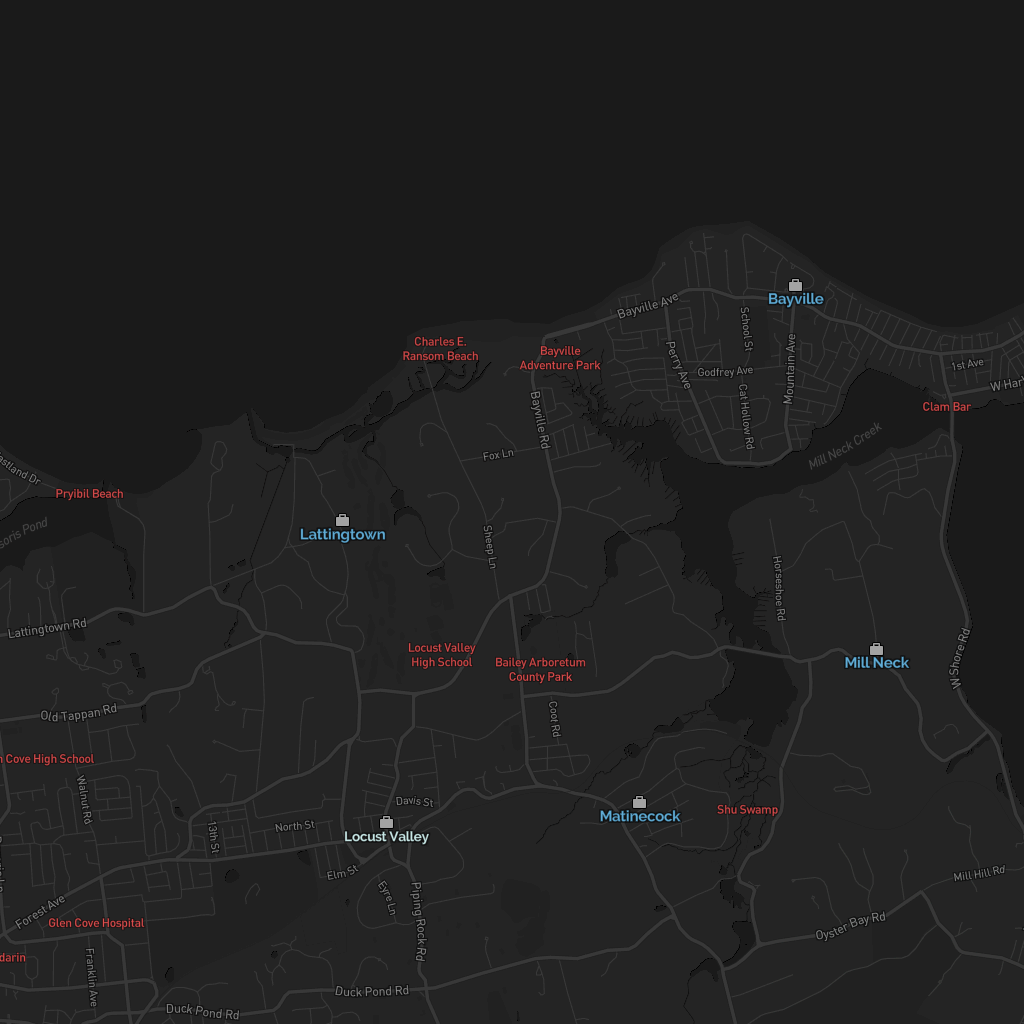 Bayville
Bayville Ave
School St
Mountain Ave
Perry Ave
Godfrey Ave
Cat Hollow Rd
1st Ave
Clam Bar
Mill Neck Creek
Charles E.
Ransom Beach
Bayville
Adventure Park
Bayville Rd
Fox Ln
Pryibil Beach
Lattingtown
Sheep Ln
Horseshoe Rd
Lattingtown Rd
Locust Valley
High School
Bailey Arboretum
County Park
Mill Neck
W Shore Rd
Old Tappan Rd
Coot Rd
Cove High School
Walnut Rd
Davis St
Matinecock
Shu Swamp
13th St
North St
Locust Valley
Elm St
Eyre Ln
Piping Rock Rd
Mill Hill Rd
Forest Ave
Glen Cove Hospital
Oyster Bay Rd
Franklin Ave
Duck Pond Rd
Duck Pond Rd